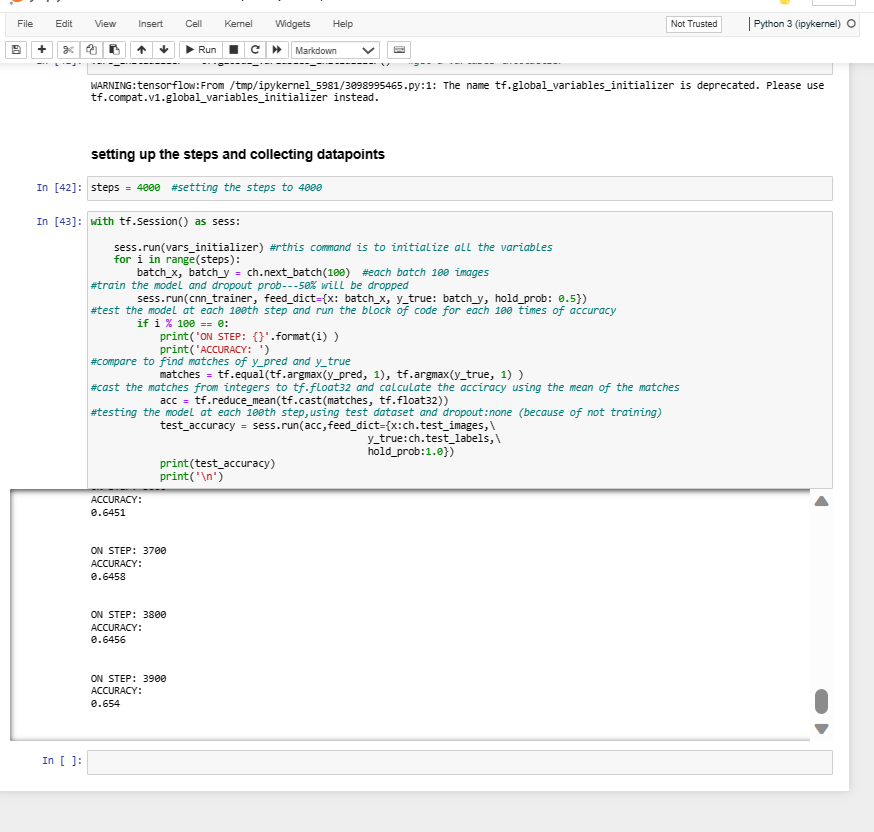 File Edit View Insert Cell Kernel Widgets Help Not Trusted Python 3 (ipykernel)
Run Markdown
WARNING:tensorflow:From /tmp/ipykernel_5981/3098995465.py:1: The name tf.global_variables_initializer is deprecated. Please use
tf.compat.v1.global_variables_initializer instead.
setting up the steps and collecting datapoints
In [42]: steps = 4000 #setting the steps to 4000
In [43]: with tf.Session() as sess:
sess.run(vars_initializer) #rthis command is to initialize all the variables
for i in range(steps):
batch_x, batch_y = ch.next_batch(100) #each batch 100 images
#train the model and dropout prob---50% will be dropped
sess.run(cnn_trainer, feed_dict={x: batch_x, y_true: batch_y, hold_prob: 0.5})
#test the model at each 100th step and run the block of code for each 100 times of accuracy
if i % 100 == 0:
print('ON STEP: {}'.format(i) )
print('ACCURACY: ')
#compare to find matches of y_pred and y_true
matches = tf.equal(tf.argmax(y_pred, 1), tf.argmax(y_true, 1) )
#cast the matches from integers to tf.float32 and calculate the acciracy using the mean of the matches
acc = tf.reduce_mean(tf.cast(matches, tf.float32))
#testing the model at each 100th step,using test dataset and dropout:none (because of not training)
test_accuracy = sess.run(acc,feed_dict={x:ch.test_images,\
y_true:ch.test_labels,\
hold_prob:1.0})
print(test_accuracy)
print('\n')
ACCURACY:
0.6451
ON STEP: 3700
ACCURACY:
0.6458
ON STEP: 3800
ACCURACY:
0.6456
ON STEP: 3900
ACCURACY:
0.654
In [ ]: